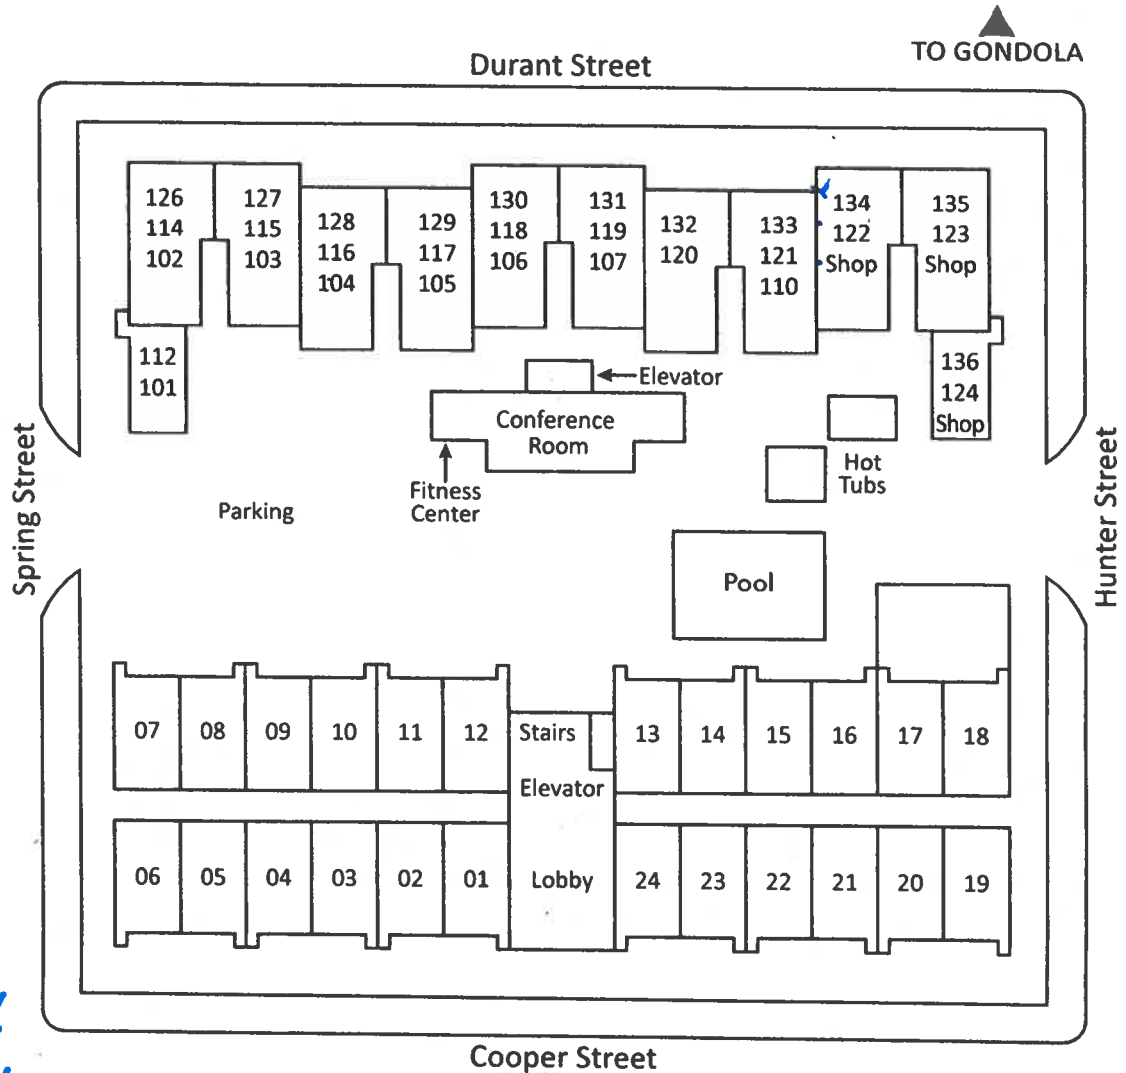 TO GONDOLA
Durant Street
126
114
102
127
115
103
128
116
104
129
117
105
130
118
106
131
119
107
132
120
133
121
110
134
122
Shop
135
123
Shop
112
101
136
124
Shop
Elevator
Conference
Room
Fitness
Center
Hot
Tubs
Parking
Pool
Spring Street
Hunter Street
07 08 09 10 11 12 Stairs 13 14 15 16 17 18
Elevator
06 05 04 03 02 01 Lobby 24 23 22 21 20 19
Cooper Street